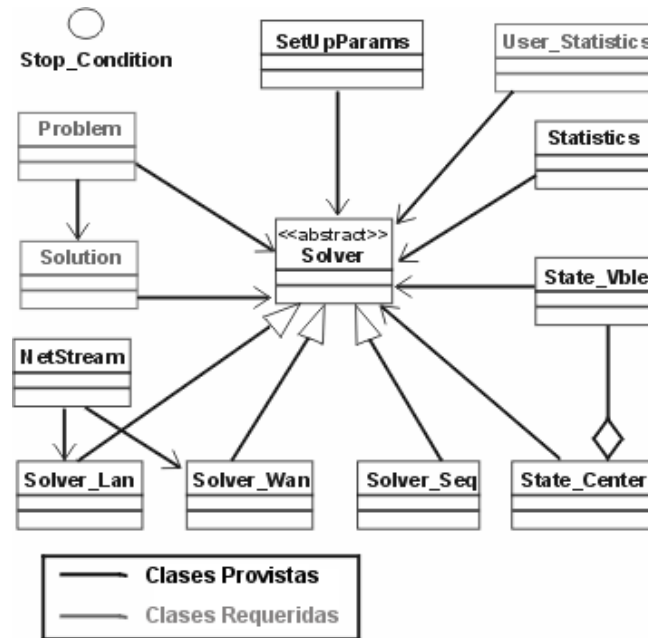 Stop_Condition
SetUpParams
User_Statistics
Problem
Statistics
<<abstract>>
Solver
Solution
State_Vble
NetStream
Solver_Lan
Solver_Wan
Solver_Seq
State_Center
Clases Provistas
Clases Requeridas